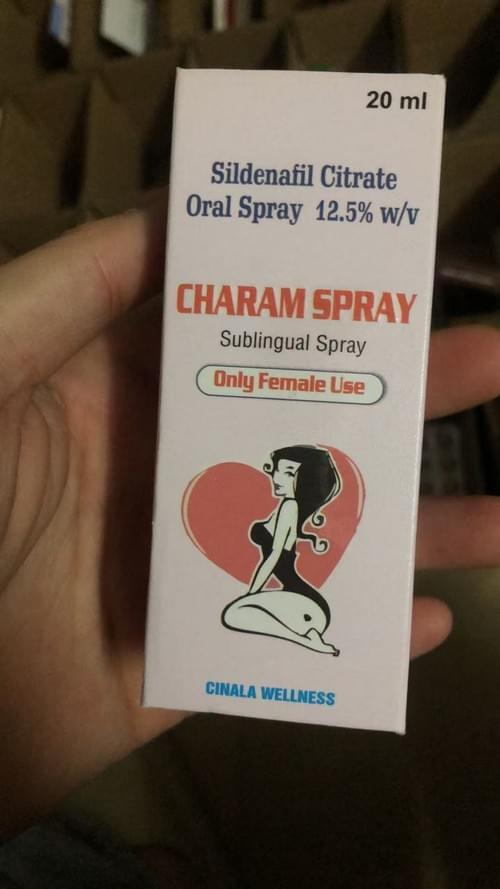 20 ml
Sildenafil Citrate
Oral Spray 12.5% w/v
CHARAM SPRAY
Sublingual Spray
Only Female Use
CINALA WELLNESS